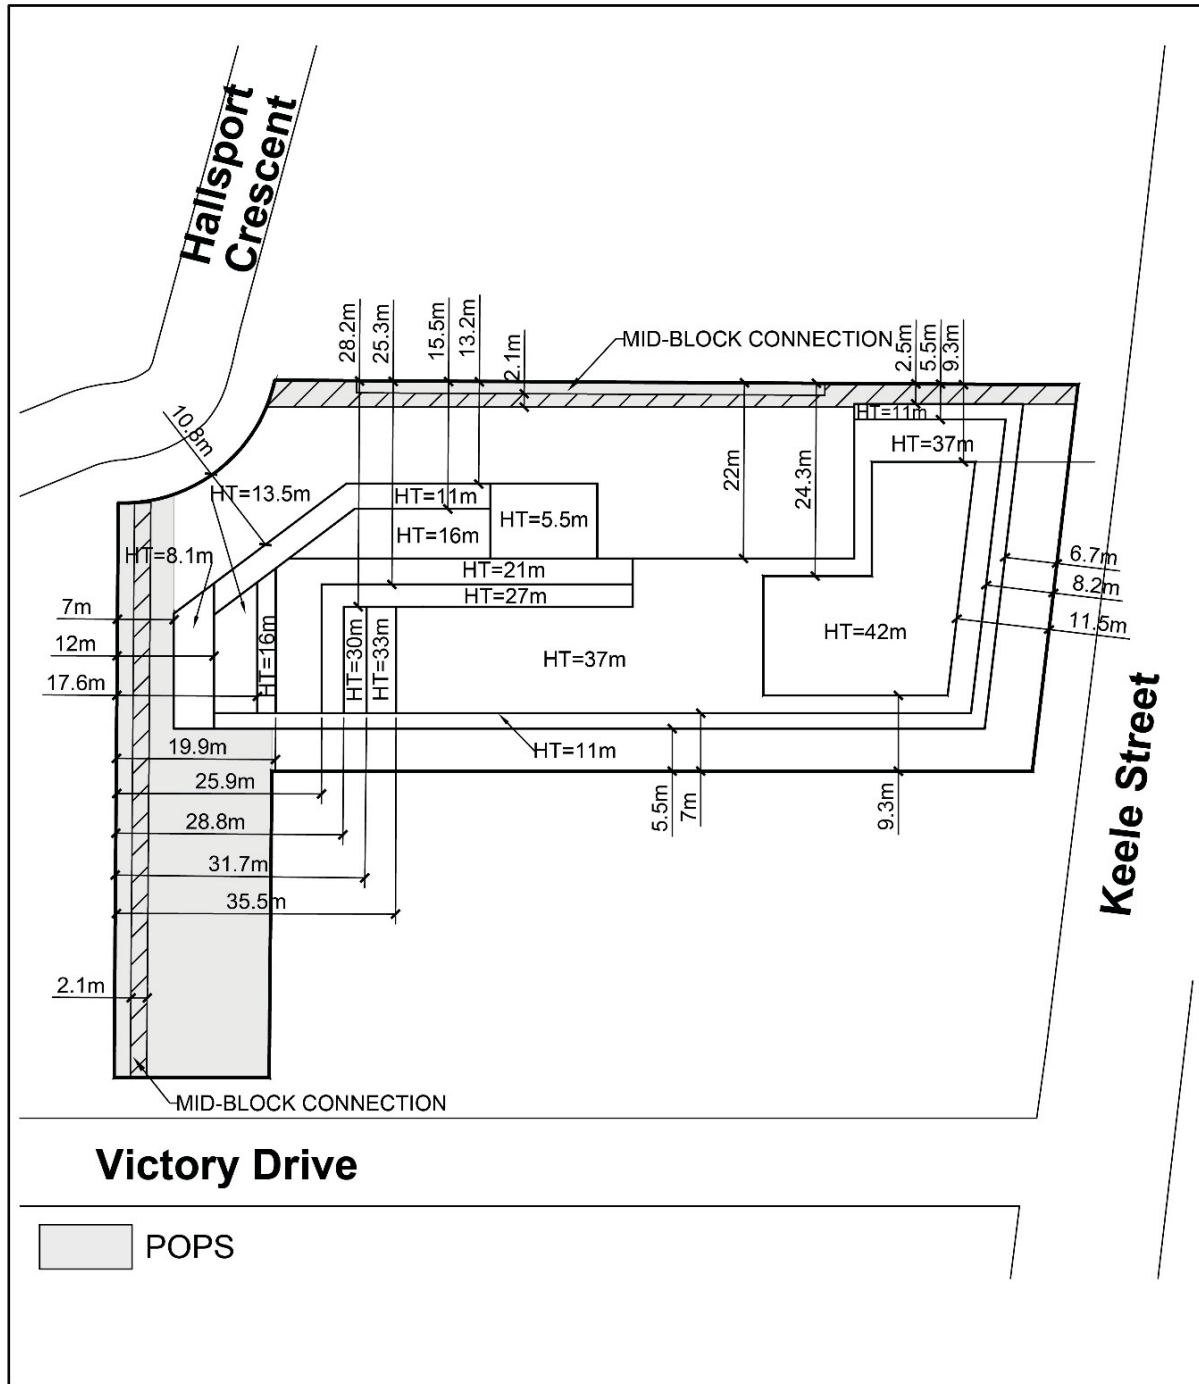 Hallsport
Crescent
28.2m
25.3m
15.5m
13.2m
2.1m
MID-BLOCK CONNECTION
2.5m
5.5m
9.3m
10.8m
HT=11m
HT=37m
HT=13.5m
HT=11m
22m
24.3m
HT=5.5m
HT=16m
HT=8.1m
6.7m
HT=21m
8.2m
HT=27m
7m
11.5m
HT=42m
12m
HT=16m
HT=30m
HT=33m
HT=37m
17.6m
19.9m
HT=11m
25.9m
5.5m
7m
9.3m
28.8m
31.7m
35.5m
Keele Street
2.1m
MID-BLOCK CONNECTION
Victory Drive
POPS